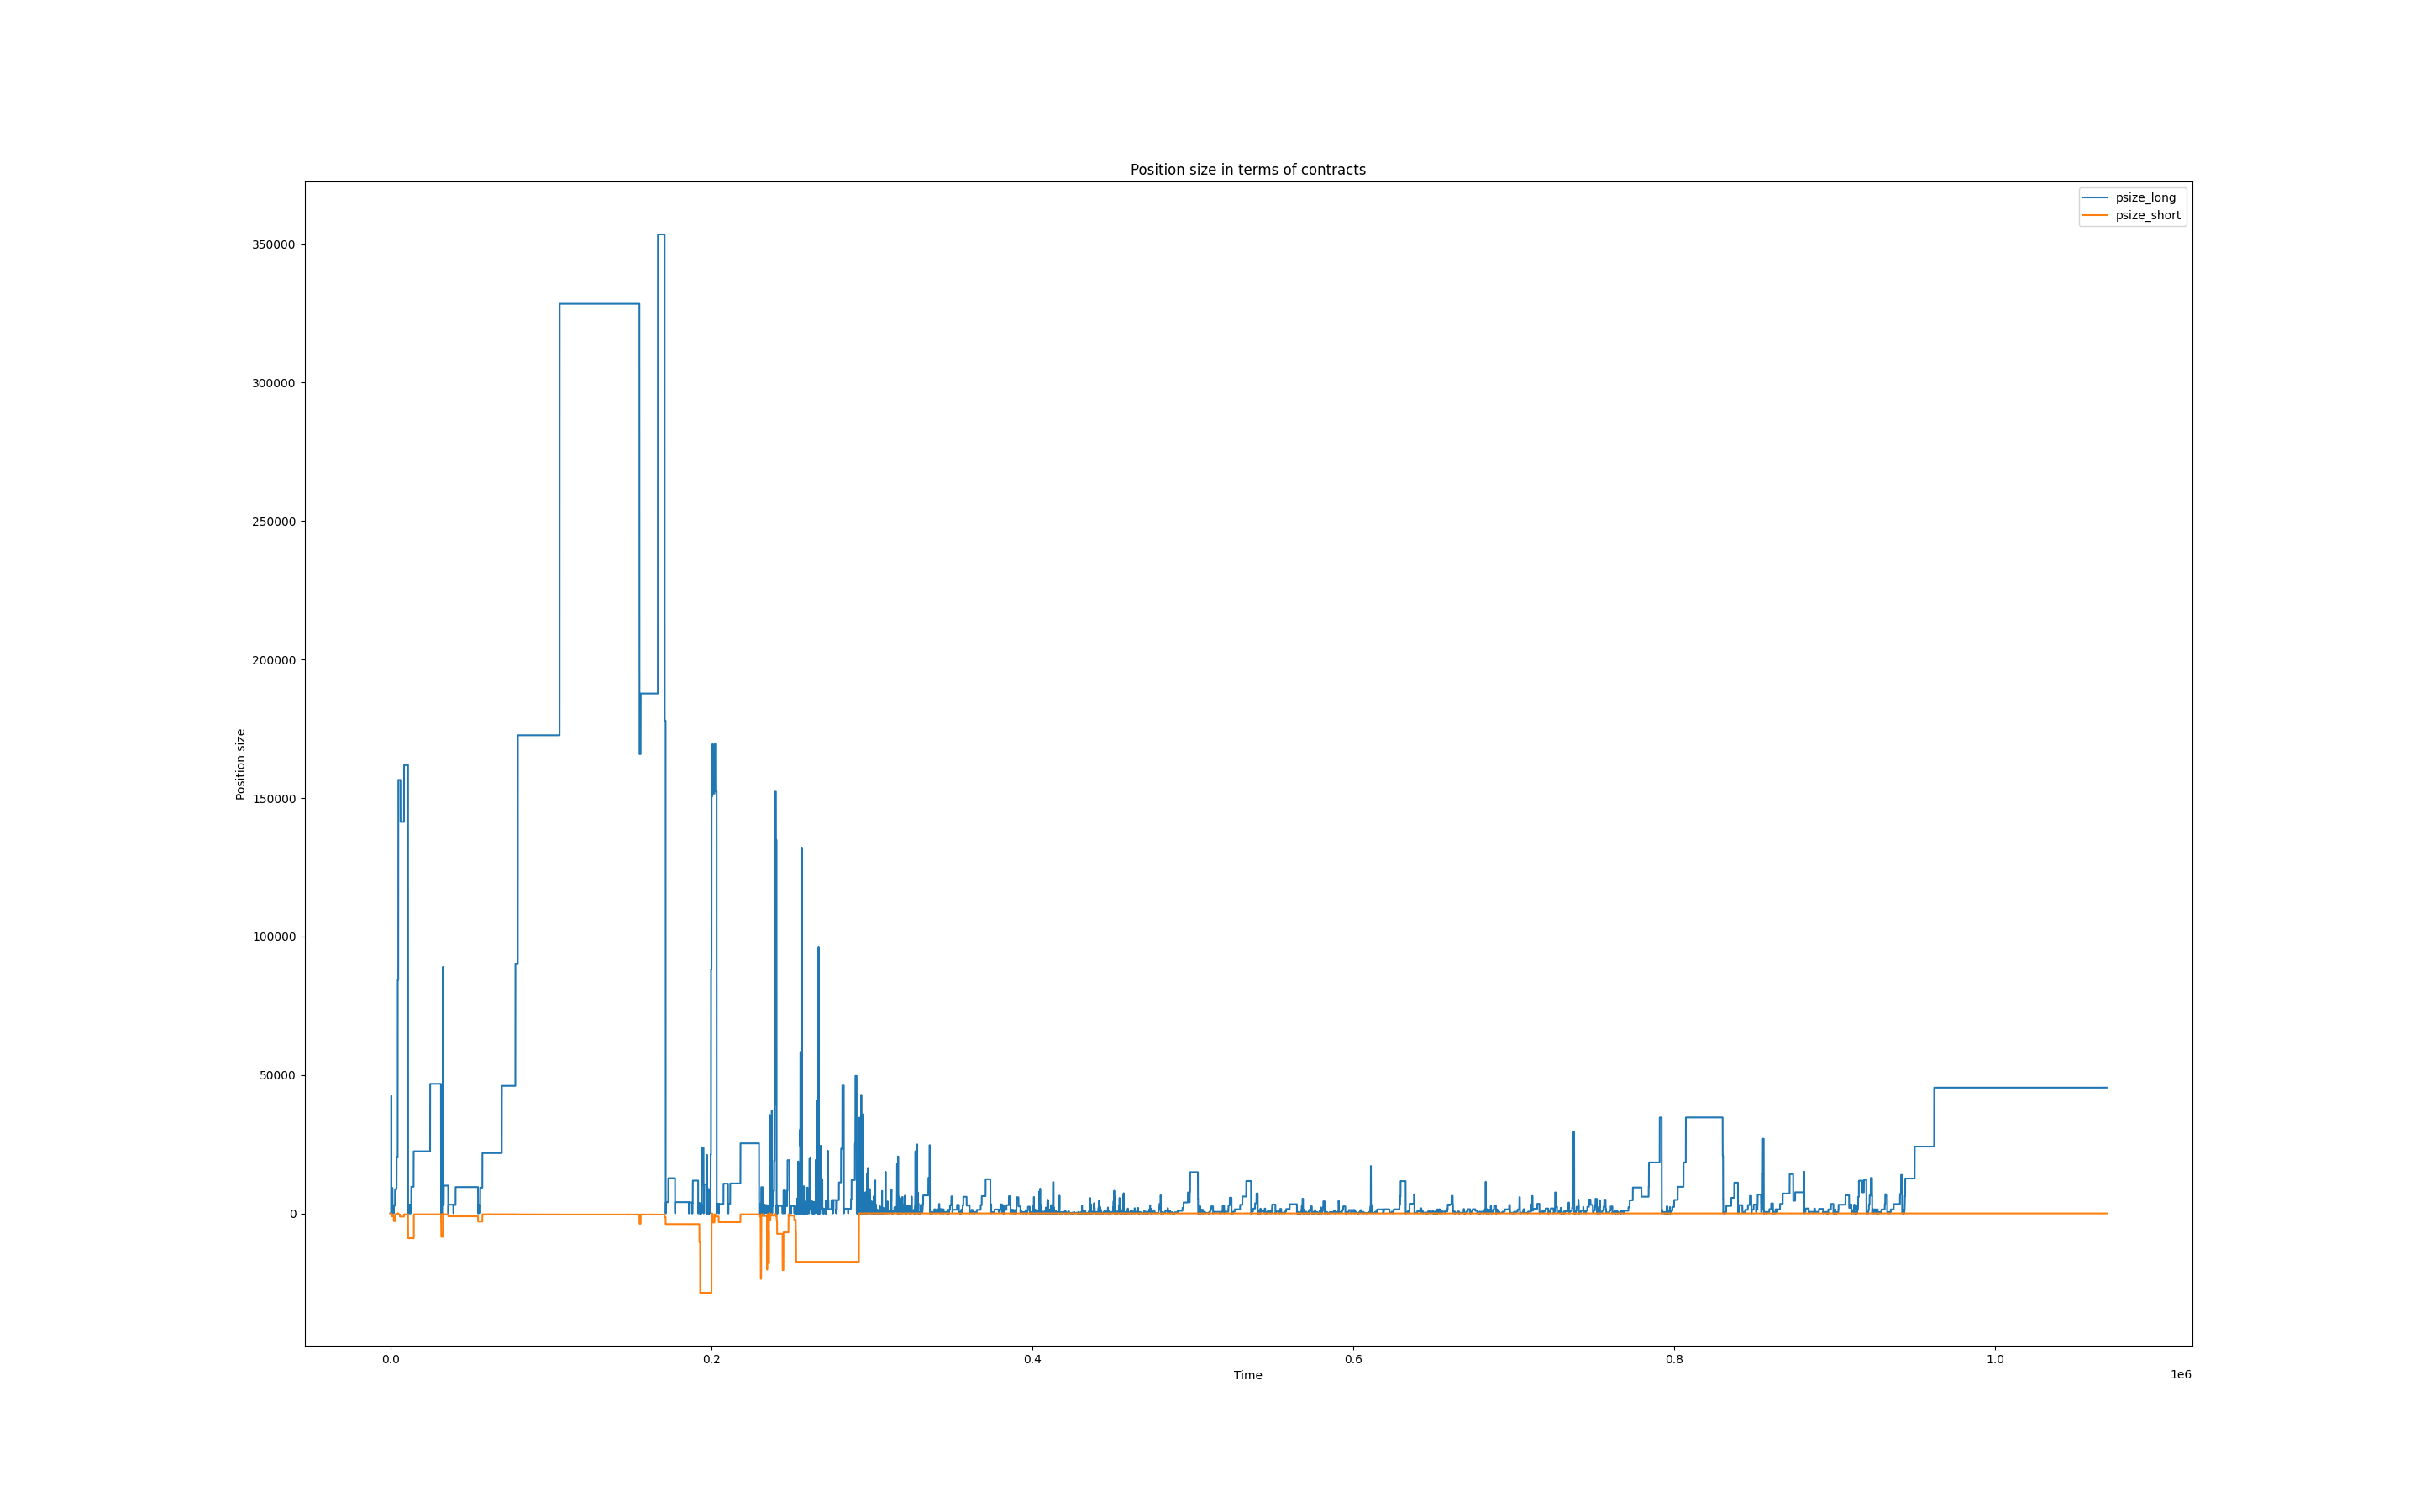 Position size in terms of contracts
psize_long
psize_short
Position size
350000
300000
250000
200000
150000
100000
50000
0
0.0 0.2 0.4 0.6 0.8 1.0
Time
1e6